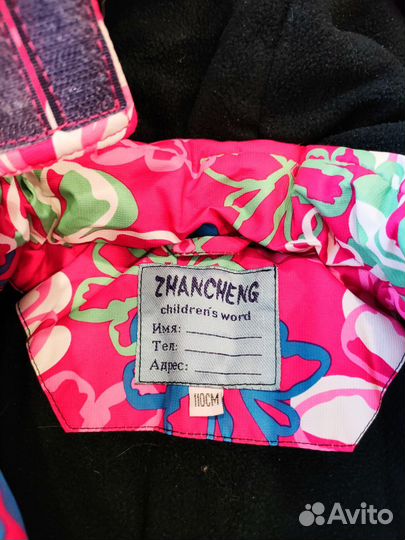 ZHANCHENG
children's word
Имя:
Тел:
Адрес:
110CM
Avito